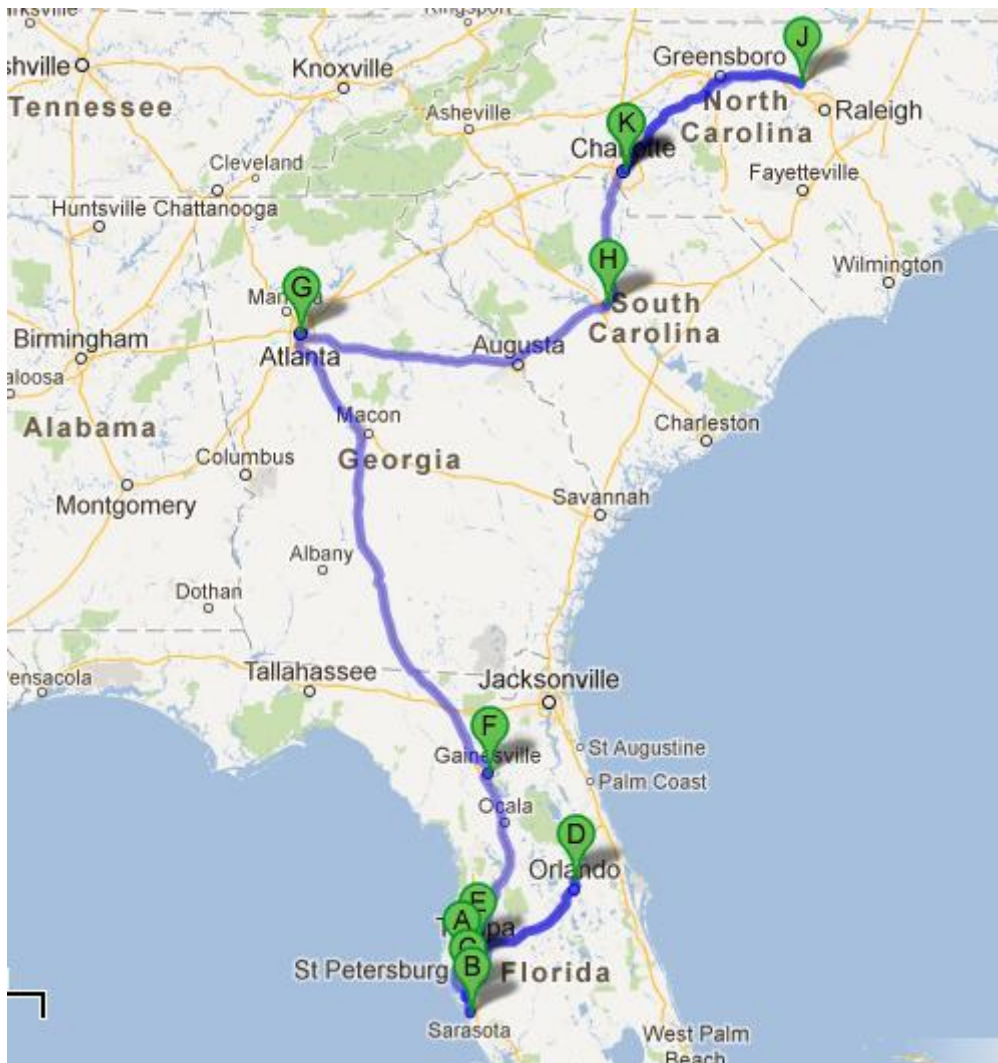 Greensboro
J
Knoxville
Tennessee
North
Carolina
Raleigh
Asheville
K
Cleveland
Fayetteville
Huntsville
Chattanooga
H
Wilmington
G
South
Carolina
Birmingham
Atlanta
Augusta
Macon
Charleston
Alabama
Columbus
Georgia
Montgomery
Savannah
Albany
Dothan
Tallahassee
Jacksonville
F
St Augustine
Gainesville
Palm Coast
Ocala
D
Orlando
E
A
C
B
St Petersburg
Florida
Sarasota
West Palm
Beach